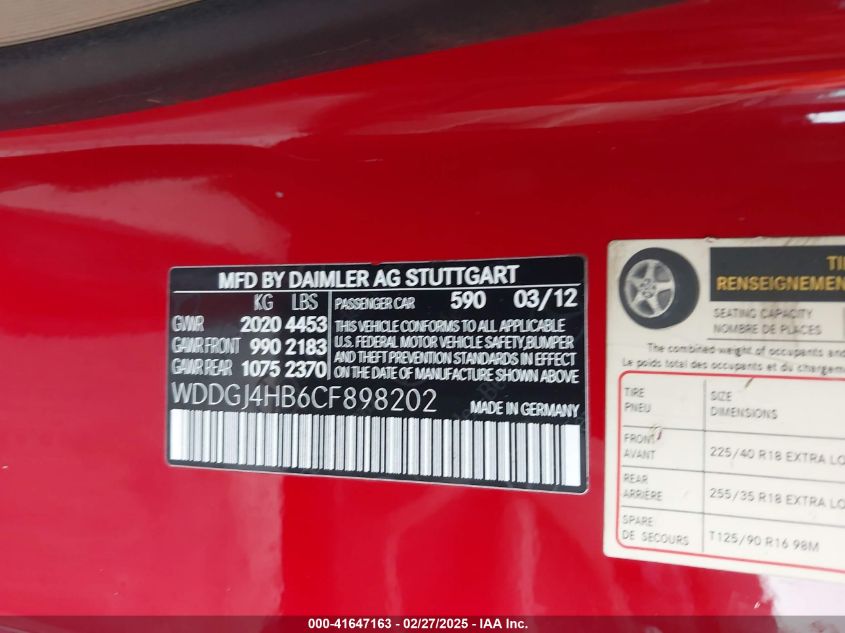 MFD BY DAIMLER AG STUTTGART
KG LBS
GVWR 2020 4453
GAWR FRONT 990 2183
GAWR REAR 1075 2370
PASSENGER CAR 590 03/12
THIS VEHICLE CONFORMS TO ALL APPLICABLE
U.S. FEDERAL MOTOR VEHICLE SAFETY,BUMPER
AND THEFT PREVENTION STANDARDS IN EFFECT
ON THE DATE OF MANUFACTURE SHOWN ABOVE
WDDGJ4HB6CF898202
MADE IN GERMANY
TI
RENSEIGNEMEN
SEATING CAPACITY
NOMBRE DE PLACES
The combined weight of occupants and
Le poids total des occupants et du chargem
TIRE
PNEU
SIZE
DIMENSIONS
FRONT
AVANT
225/40 R18 EXTRA LO
REAR
ARRIÈRE
255/35 R18 EXTRA LO
SPARE
DE SECOURS
T125/90 R16 98M
000-41647163 - 02/27/2025 - IAA Inc.